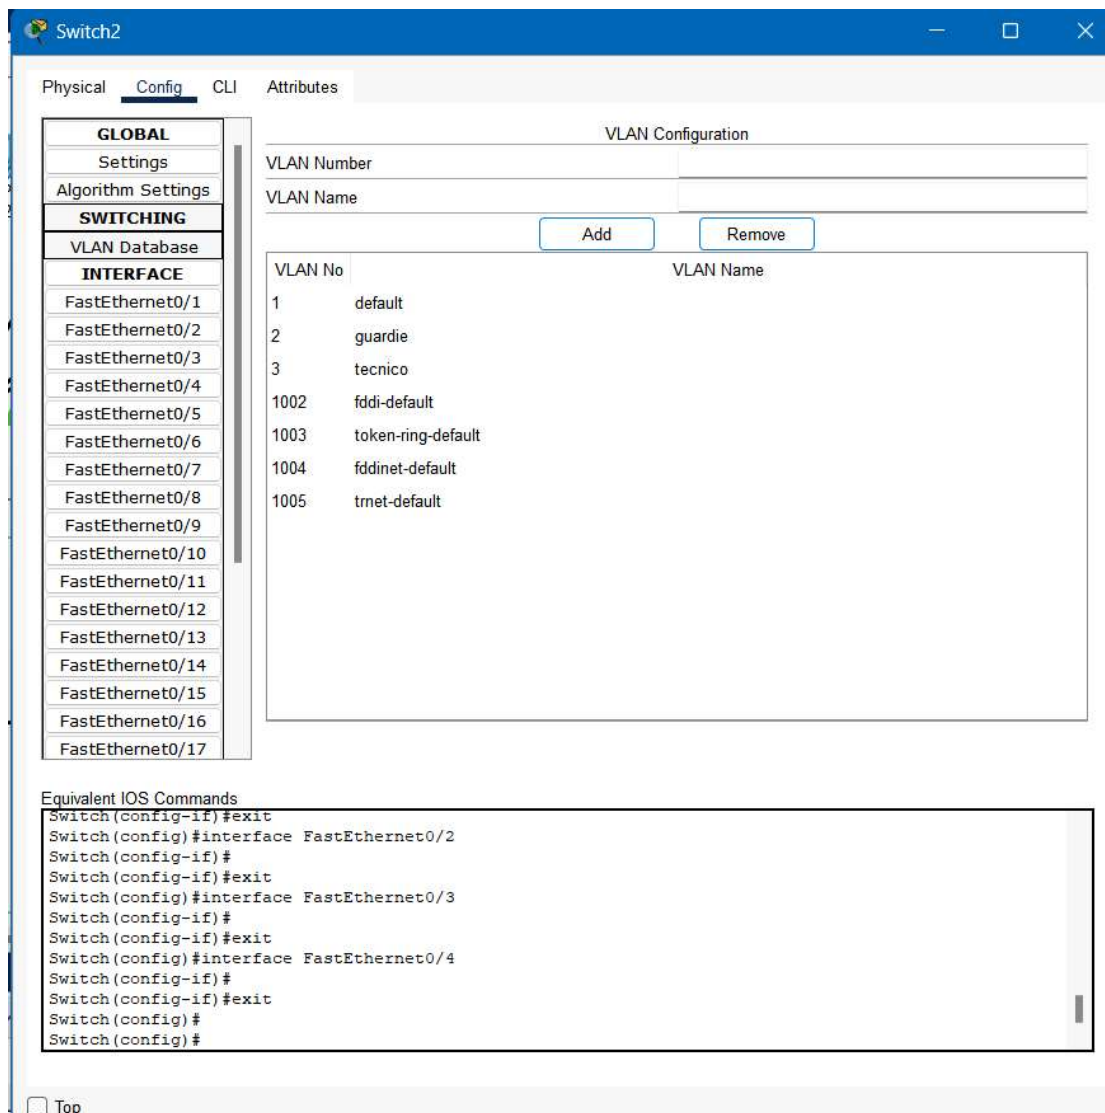 Switch2
Physical Config CLI Attributes
GLOBAL
Settings
Algorithm Settings
SWITCHING
VLAN Database
INTERFACE
FastEthernet0/1
FastEthernet0/2
FastEthernet0/3
FastEthernet0/4
FastEthernet0/5
FastEthernet0/6
FastEthernet0/7
FastEthernet0/8
FastEthernet0/9
FastEthernet0/10
FastEthernet0/11
FastEthernet0/12
FastEthernet0/13
FastEthernet0/14
FastEthernet0/15
FastEthernet0/16
FastEthernet0/17
VLAN Configuration
VLAN Number
VLAN Name
Add Remove
VLAN No VLAN Name
1 default
2 guardie
3 tecnico
1002 fddi-default
1003 token-ring-default
1004 fddinet-default
1005 trnet-default
Equivalent IOS Commands
Switch(config-if)#exit
Switch(config)#interface FastEthernet0/2
Switch(config-if)#
Switch(config-if)#exit
Switch(config)#interface FastEthernet0/3
Switch(config-if)#
Switch(config-if)#exit
Switch(config)#interface FastEthernet0/4
Switch(config-if)#
Switch(config-if)#exit
Switch(config)#
Switch(config)#
Top